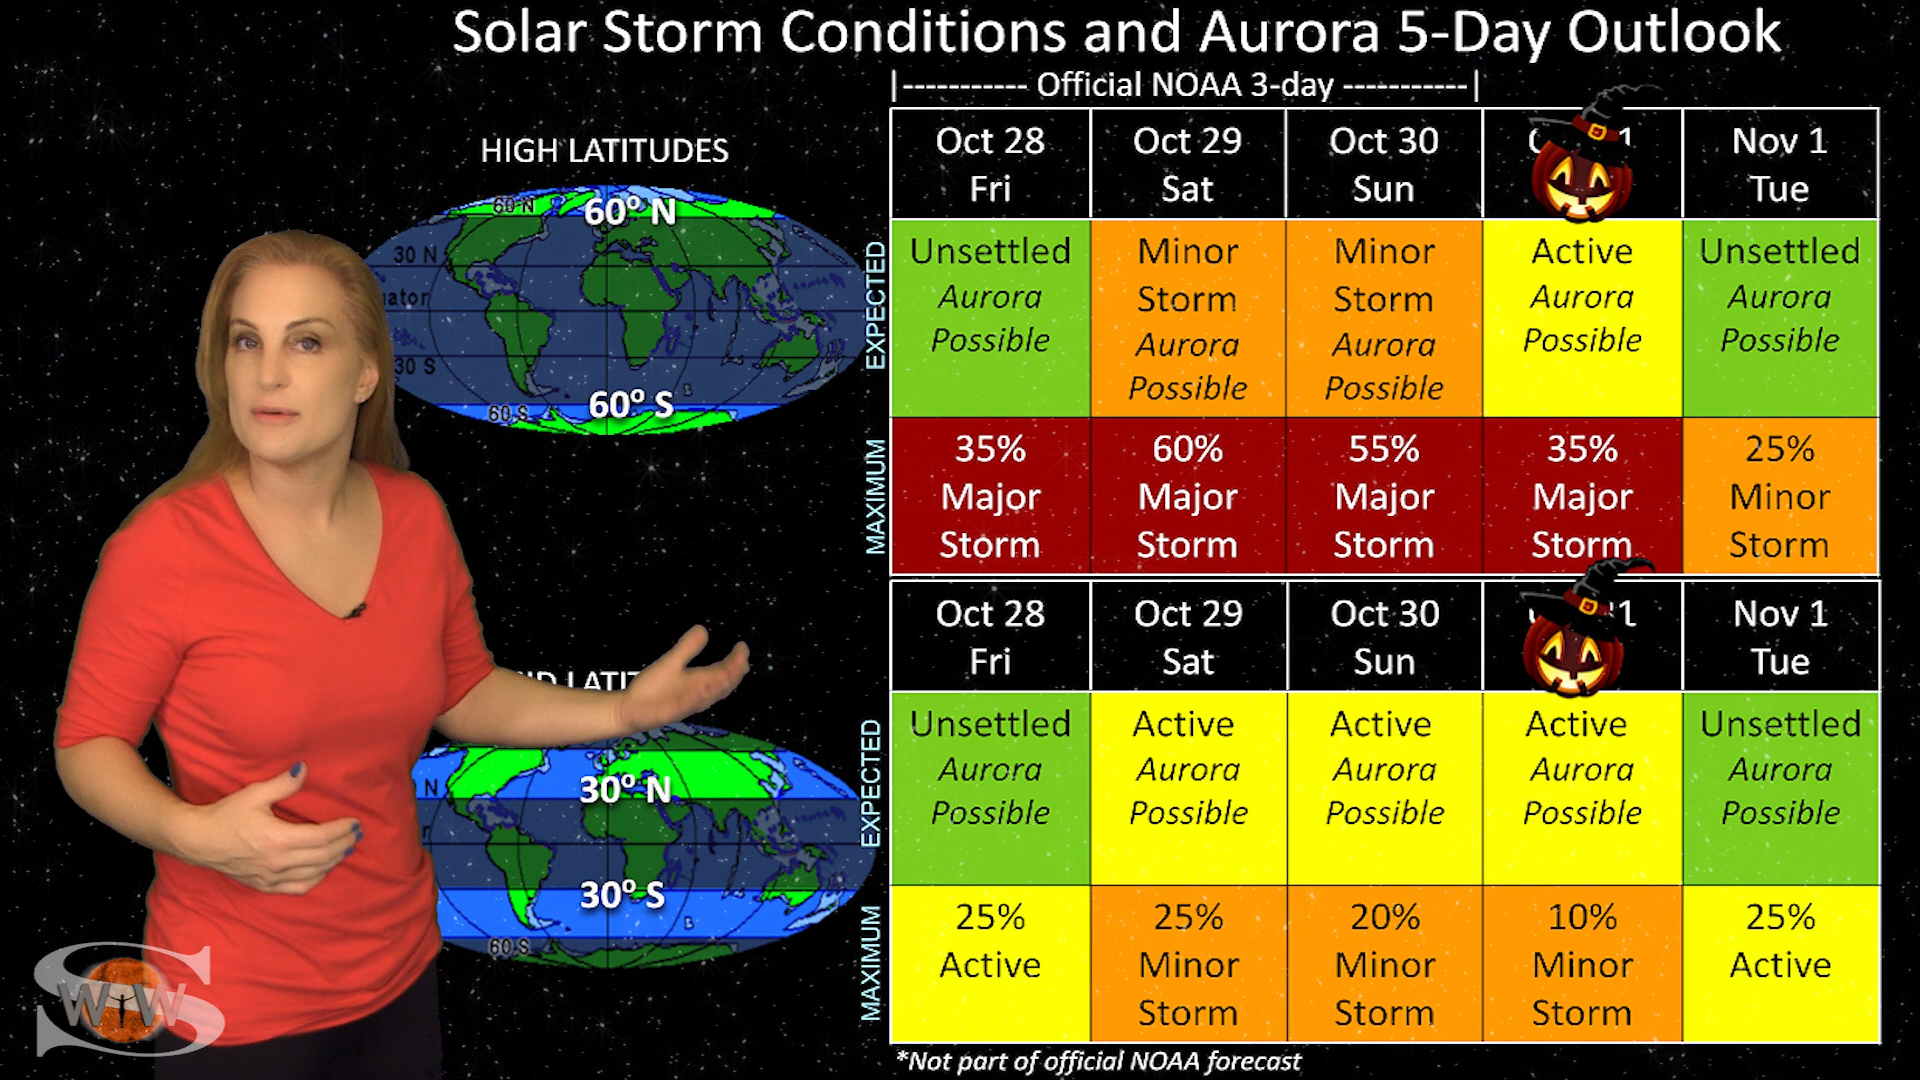 Solar Storm Conditions and Aurora 5-Day Outlook
|----------- Official NOAA 3-day -----------|
HIGH LATITUDES
60 N
60º N
30 N
30 S
60 S
60º S
EXPECTED
MAXIMUM
Oct 28 Oct 29 Oct 30 Nov 1
Fri Sat Sun Tue
Unsettled Minor Minor Active Unsettled
Aurora Storm Storm Aurora Aurora
Possible Aurora Aurora Possible Possible
Possible Possible
35% 60% 55% 35% 25%
Major Major Major Major Minor
Storm Storm Storm Storm Storm
30º N
30º S
60 S
EXPECTED
MAXIMUM
Oct 28 Oct 29 Oct 30 Nov 1
Fri Sat Sun Tue
Unsettled Active Active Active Unsettled
Aurora Aurora Aurora Aurora Aurora
Possible Possible Possible Possible Possible
25% 25% 20% 10% 25%
Active Minor Minor Minor Active
Storm Storm Storm
*Not part of official NOAA forecast